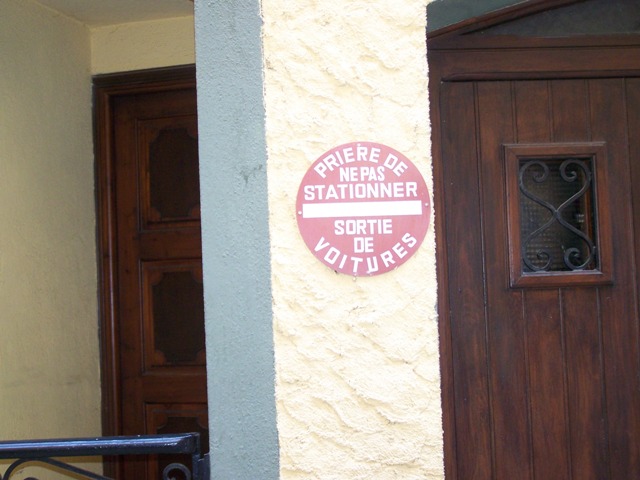 PRIÈRE DE
NE PAS
STATIONNER
SORTIE
DE
VOITURES